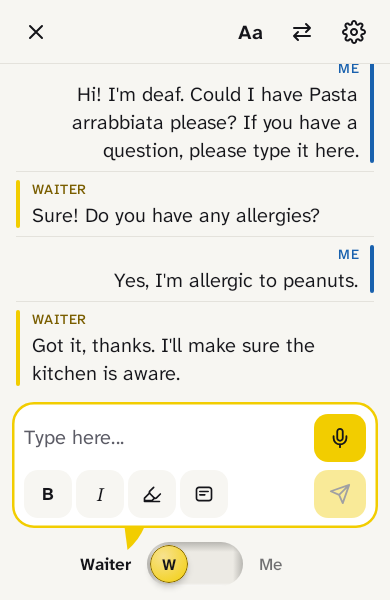 Aa
ME
Hi! I'm deaf. Could I have Pasta
arrabbiata please? If you have a
question, please type it here.
WAITER
Sure! Do you have any allergies?
ME
Yes, I'm allergic to peanuts.
WAITER
Got it, thanks. I'll make sure the
kitchen is aware.
Type here...
B I
Waiter W Me